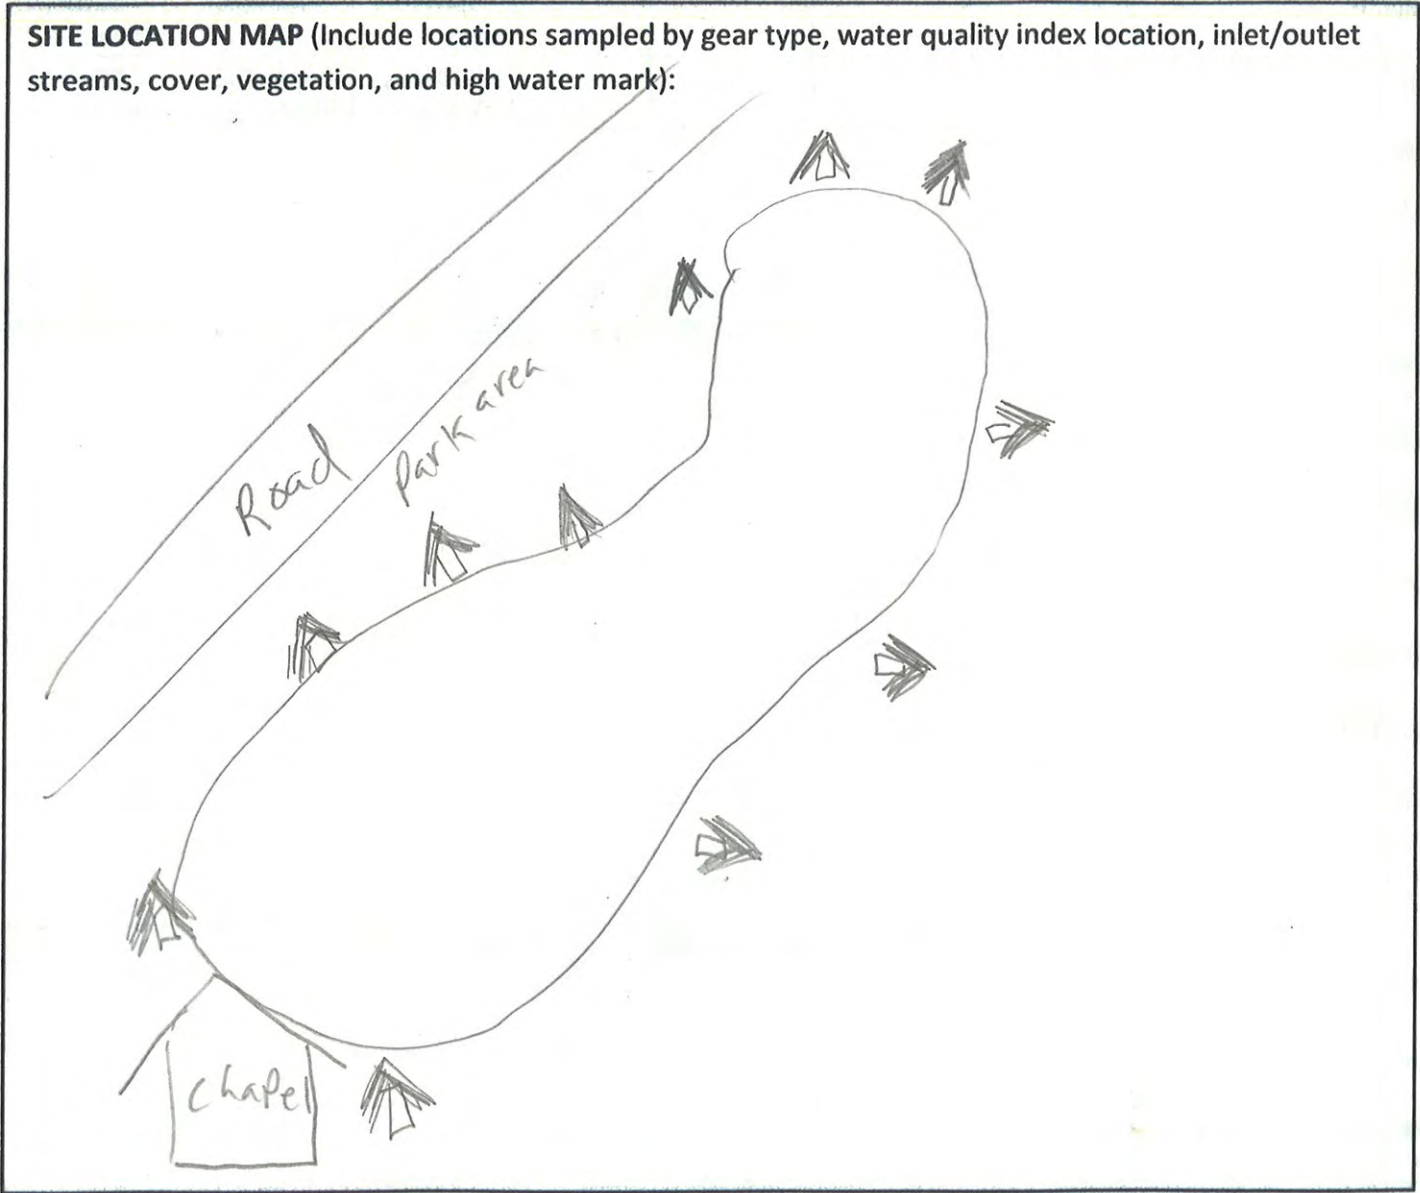 SITE LOCATION MAP (Include locations sampled by gear type, water quality index location, inlet/outlet
streams, cover, vegetation, and high water mark):
Road
Park area
Chapel